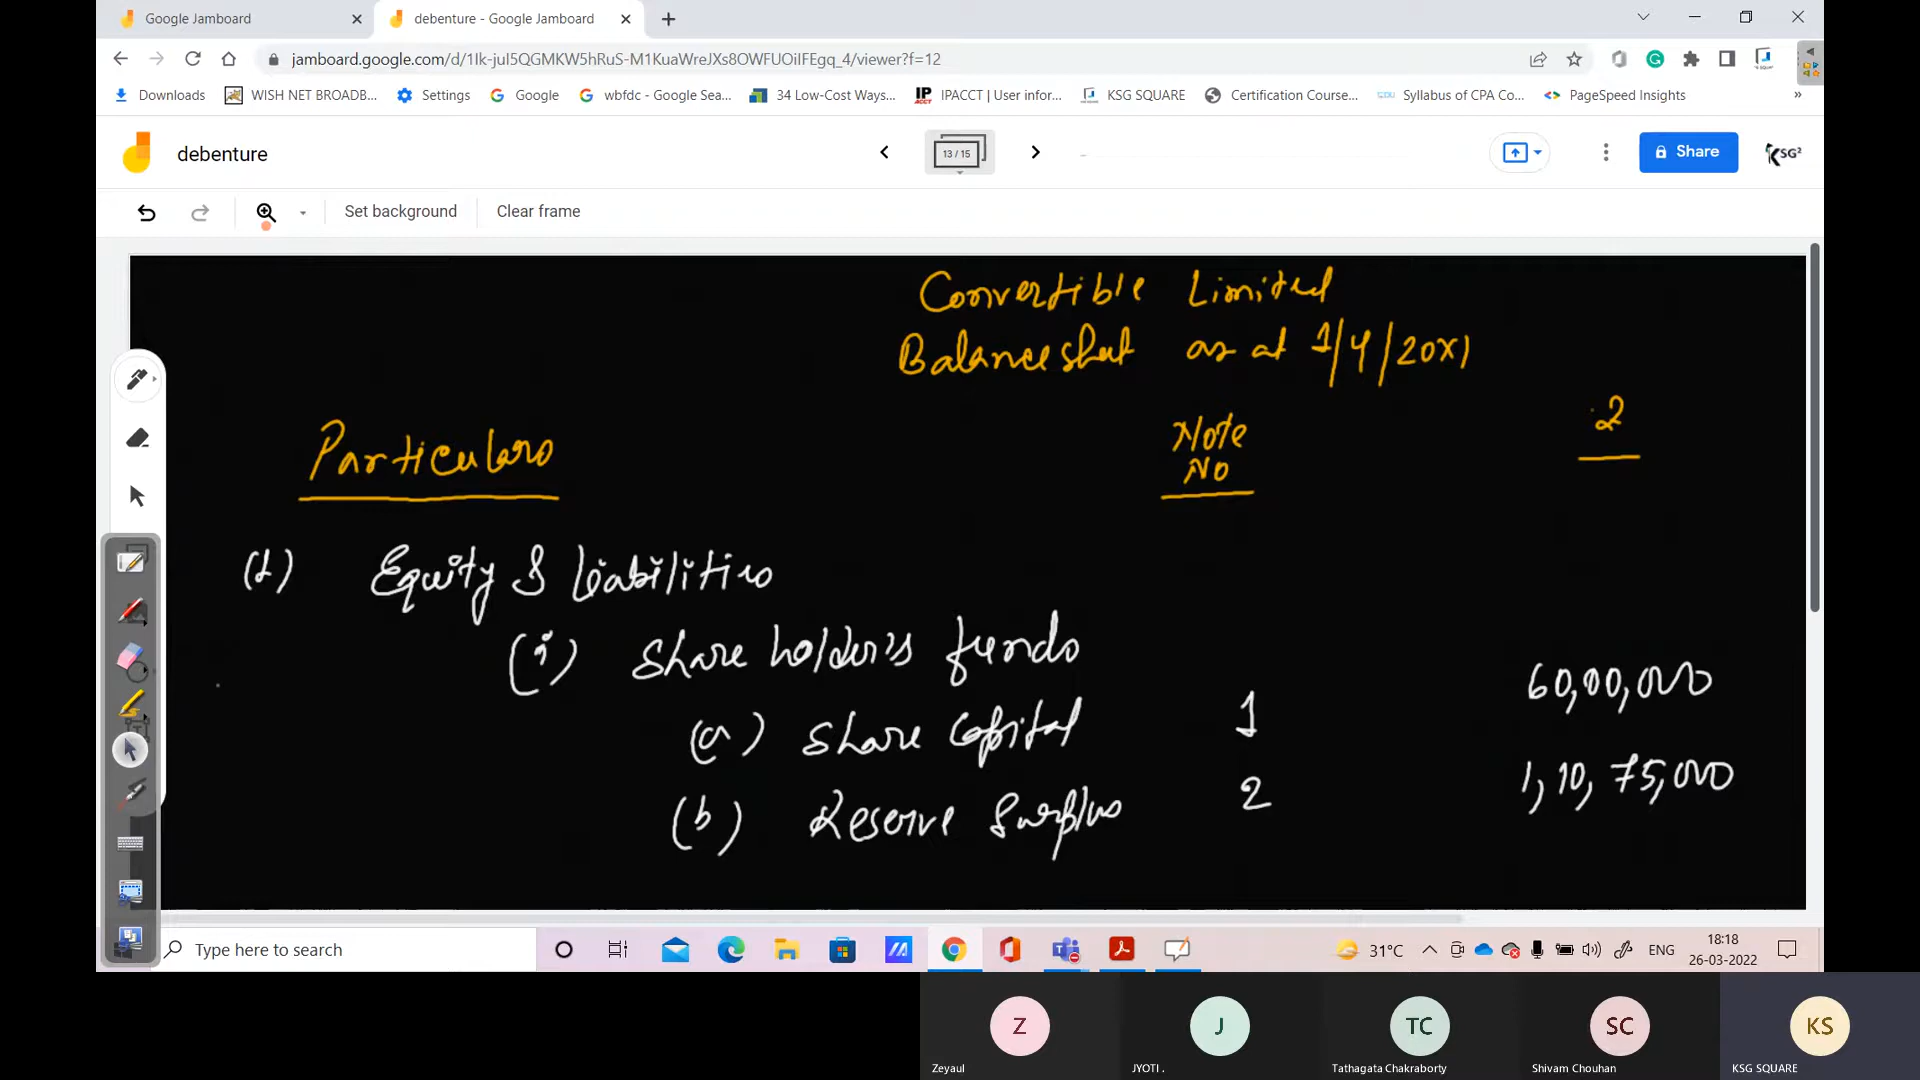 Google Jamboard
debenture - Google Jamboard
jamboard.google.com/d/1Ik-juI5QGMKW5hRuS-M1KuaWreJXs8OWFUOilFEgq_4/viewer?f=12
Downloads WISH NET BROADB... Settings Google wbfdc - Google Sea... 34 Low-Cost Ways... IPACCT | User infor... KSG SQUARE Certification Course... Syllabus of CPA Co... PageSpeed Insights »
debenture
13 / 15
Share
KSG²
Set background Clear frame
Convertible Limited
Balance sheet as at 1/4/20X1
Particulars Note No 2
(1) Equity & Liabilities
(i) Share holder's funds
(a) Share Capital 1 60,00,000
(b) Reserve Surplus 2 1,10,75,000
Type here to search
31°C ENG
18:18
26-03-2022
Z J TC SC KS
Zeyaul JYOTI . Tathagata Chakraborty Shivam Chouhan KSG SQUARE